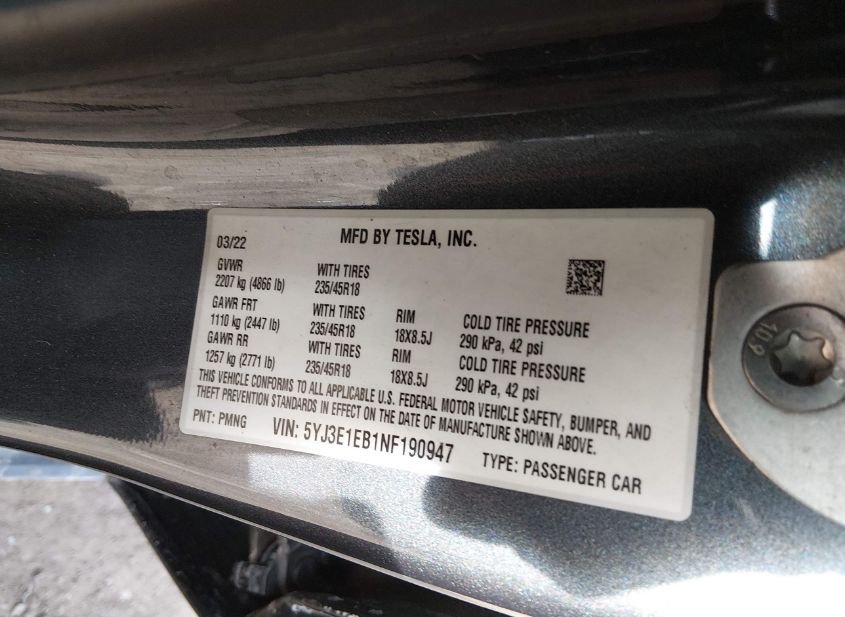 03/22 MFD BY TESLA, INC.
GVWR WITH TIRES
2207 kg (4866 lb) 235/45R18
GAWR FRT WITH TIRES RIM COLD TIRE PRESSURE
1110 kg (2447 lb) 235/45R18 18X8.5J 290 kPa, 42 psi
GAWR RR WITH TIRES RIM COLD TIRE PRESSURE
1257 kg (2771 lb) 235/45R18 18X8.5J 290 kPa, 42 psi
THIS VEHICLE CONFORMS TO ALL APPLICABLE U.S. FEDERAL MOTOR VEHICLE SAFETY, BUMPER, AND
THEFT PREVENTION STANDARDS IN EFFECT ON THE DATE OF MANUFACTURE SHOWN ABOVE.
PNT: PMNG VIN: 5YJ3E1EB1NF190947 TYPE: PASSENGER CAR
10.9